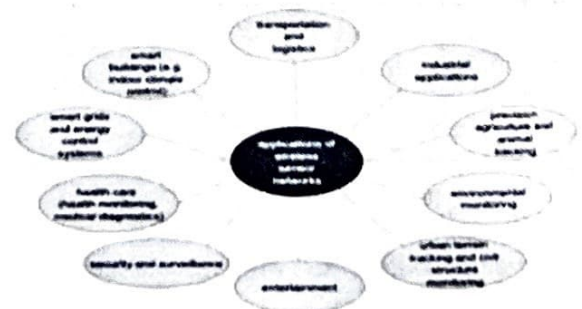 transportation
and
logistics
smart
buildings (e.g.
indoor climate
control)
industrial
applications
smart grids
and energy
control
systems
applications of
wireless
sensor
networks
precision
agriculture and
animal
tracking
health care
(health monitoring,
medical diagnostics)
environmental
monitoring
security and surveillance
entertainment
urban terrain
tracking and civil
structure
monitoring